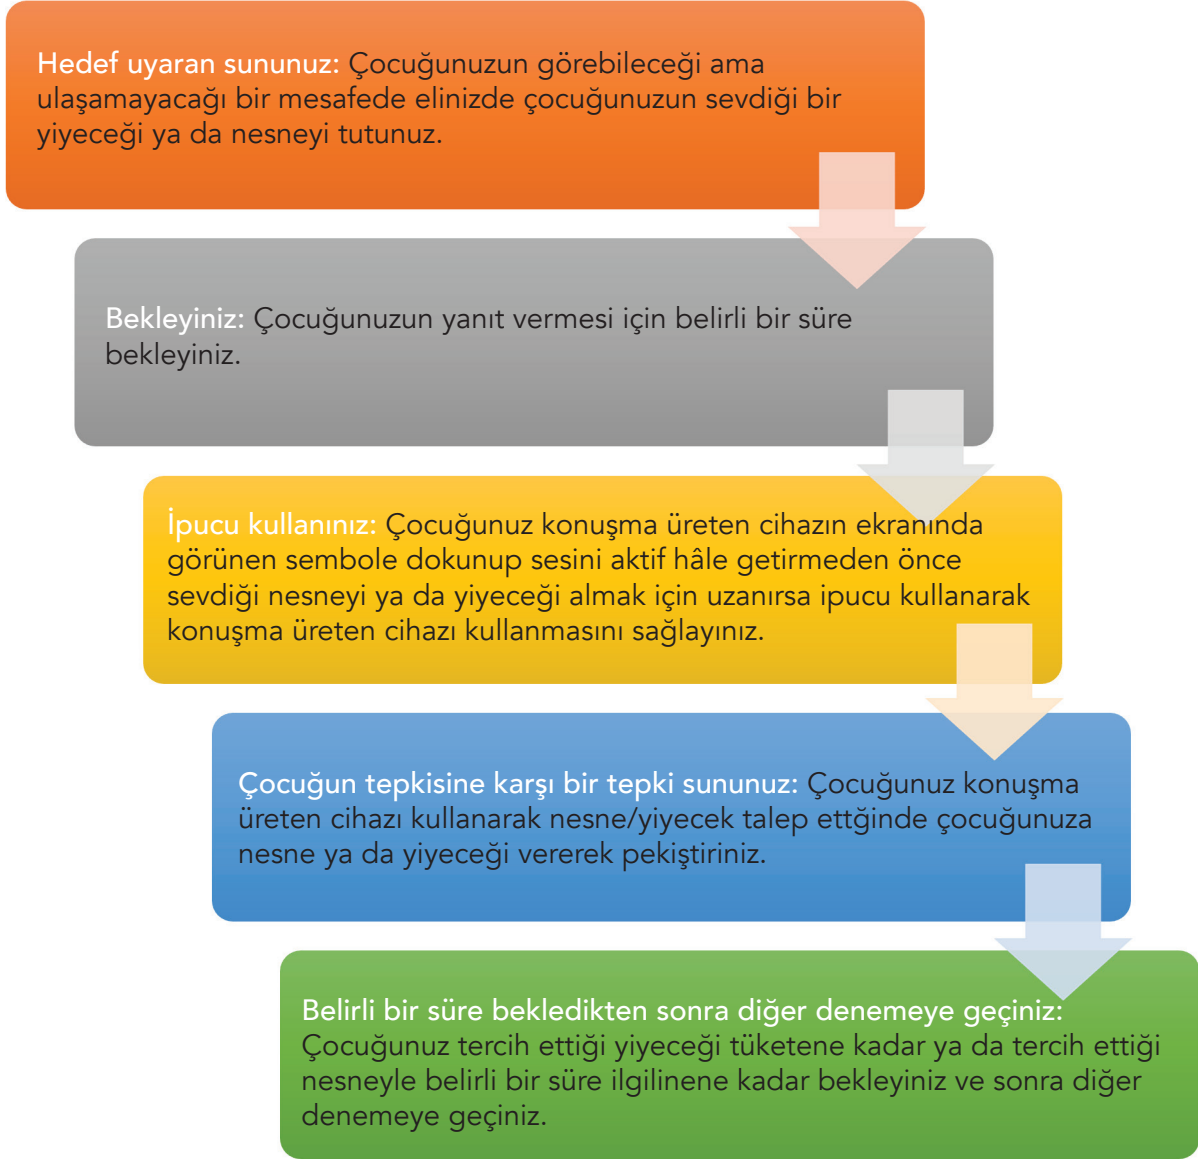 Hedef uyaran sununuz: Çocuğunuzun görebileceği ama
ulaşamayacağı bir mesafede elinizde çocuğunuzun sevdiği bir
yiyeceği ya da nesneyi tutunuz.
Bekleyiniz: Çocuğunuzun yanıt vermesi için belirli bir süre
bekleyiniz.
İpucu kullanınız: Çocuğunuz konuşma üreten cihazın ekranında
görünen sembole dokunup sesini aktif hâle getirmeden önce
sevdiği nesneyi ya da yiyeceği almak için uzanırsa ipucu kullanarak
konuşma üreten cihazı kullanmasını sağlayınız.
Çocuğun tepkisine karşı bir tepki sununuz: Çocuğunuz konuşma
üreten cihazı kullanarak nesne/yiyecek talep ettğinde çocuğunuza
nesne ya da yiyeceği vererek pekiştiriniz.
Belirli bir süre bekledikten sonra diğer denemeye geçiniz:
Çocuğunuz tercih ettiği yiyeceği tüketene kadar ya da tercih ettiği
nesneyle belirli bir süre ilgilinene kadar bekleyiniz ve sonra diğer
denemeye geçiniz.